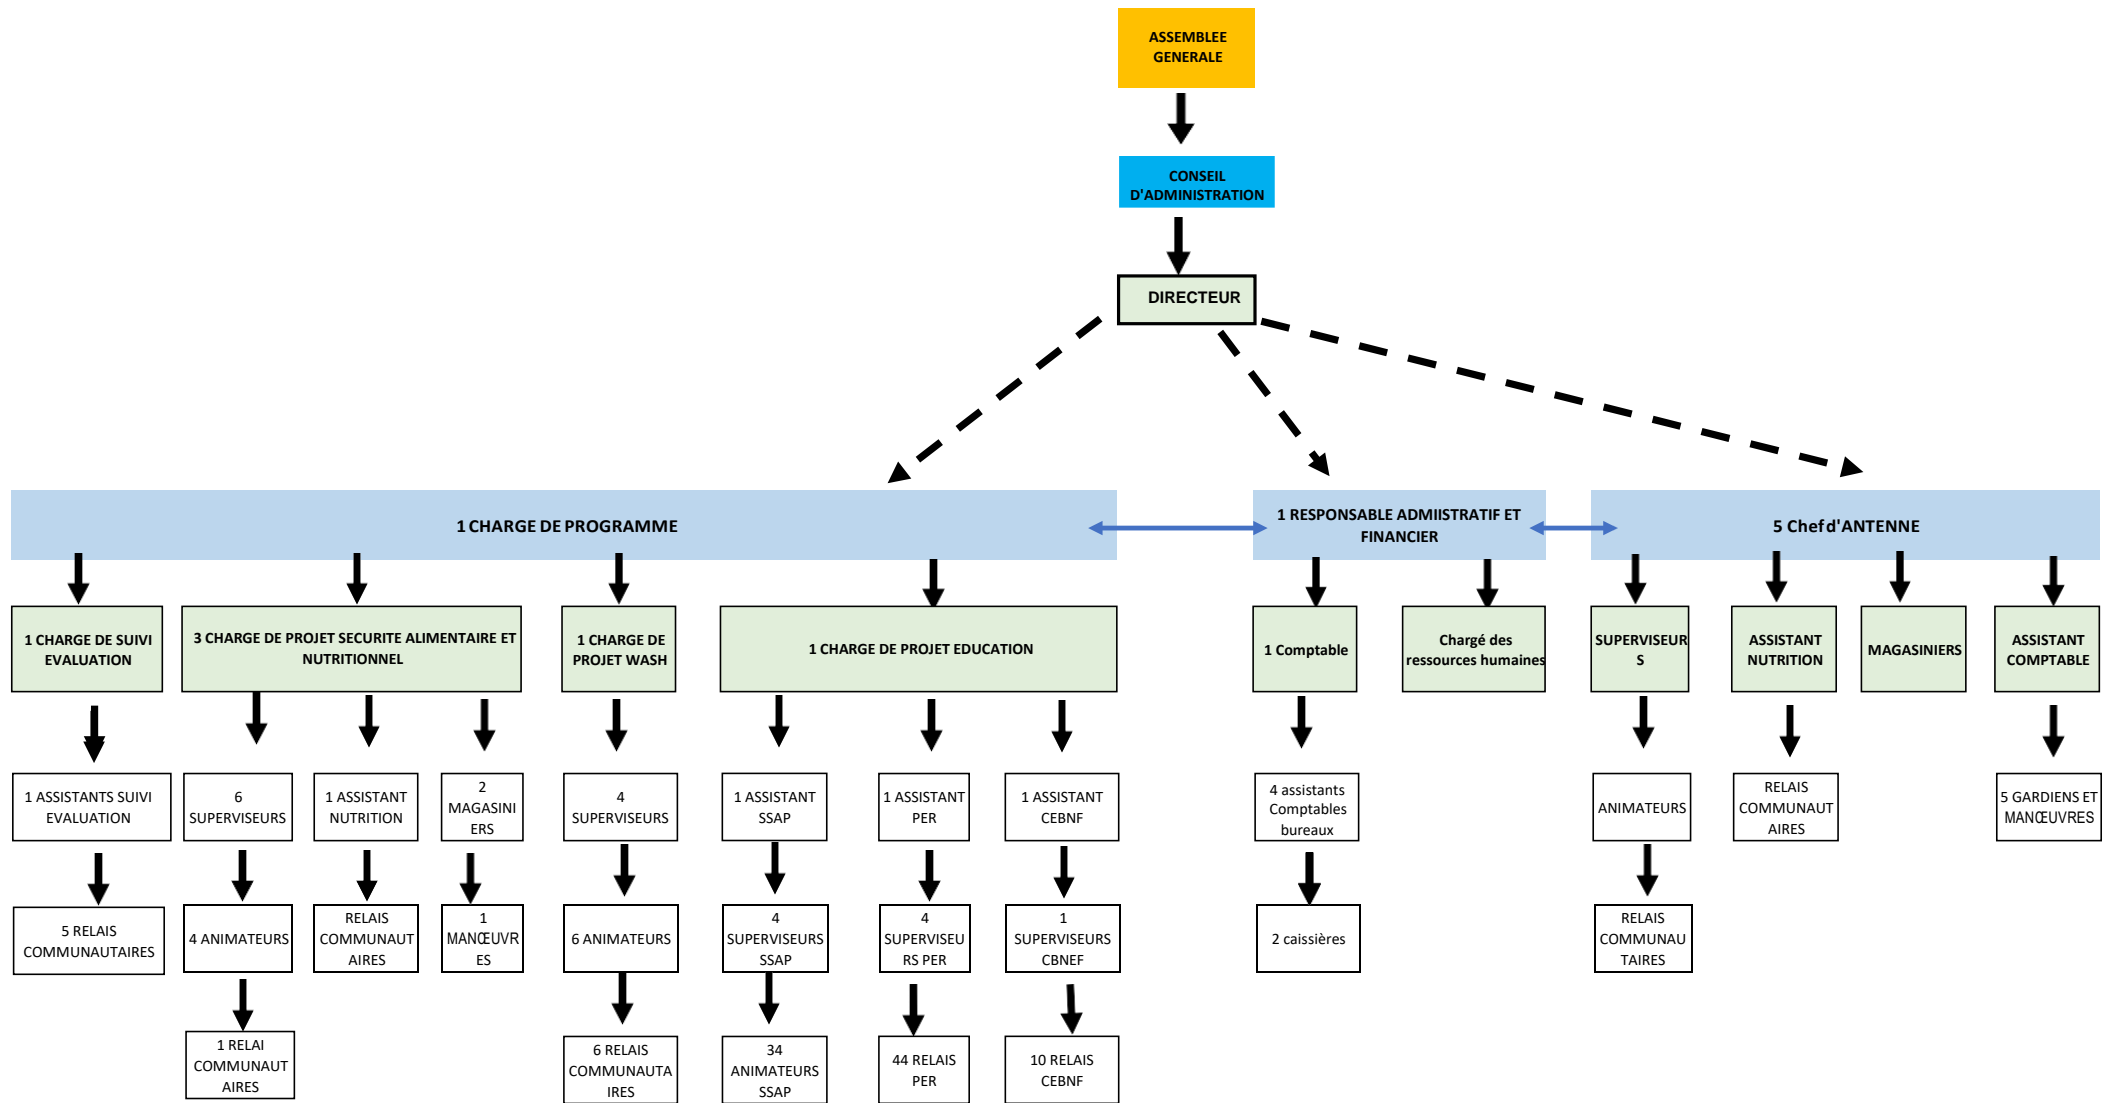 ASSEMBLEE
GENERALE
CONSEIL
D'ADMINISTRATION
DIRECTEUR
1 CHARGE DE PROGRAMME
1 RESPONSABLE ADMIISTRATIF ET
FINANCIER
5 Chef d'ANTENNE
1 CHARGE DE SUIVI
EVALUATION
3 CHARGE DE PROJET SECURITE ALIMENTAIRE ET
NUTRITIONNEL
1 CHARGE DE
PROJET WASH
1 CHARGE DE PROJET EDUCATION
1 Comptable
Chargé des
ressources humaines
SUPERVISEUR
S
ASSISTANT
NUTRITION
MAGASINIERS
ASSISTANT
COMPTABLE
1 ASSISTANTS SUIVI
EVALUATION
6
SUPERVISEURS
1 ASSISTANT
NUTRITION
2
MAGASINI
ERS
4
SUPERVISEURS
1 ASSISTANT
SSAP
1 ASSISTANT
PER
1 ASSISTANT
CEBNF
4 assistants
Comptables
bureaux
ANIMATEURS
RELAIS
COMMUNAUT
AIRES
5 GARDIENS ET
MANŒUVRES
5 RELAIS
COMMUNAUTAIRES
4 ANIMATEURS
RELAIS
COMMUNAUT
AIRES
1
MANŒUVR
ES
6 ANIMATEURS
4
SUPERVISEURS
SSAP
4
SUPERVISEU
RS PER
1
SUPERVISEURS
CBNEF
2 caissières
RELAIS
COMMUNAU
TAIRES
1 RELAI
COMMUNAUT
AIRES
6 RELAIS
COMMUNAUTA
IRES
34
ANIMATEURS
SSAP
44 RELAIS
PER
10 RELAIS
CEBNF